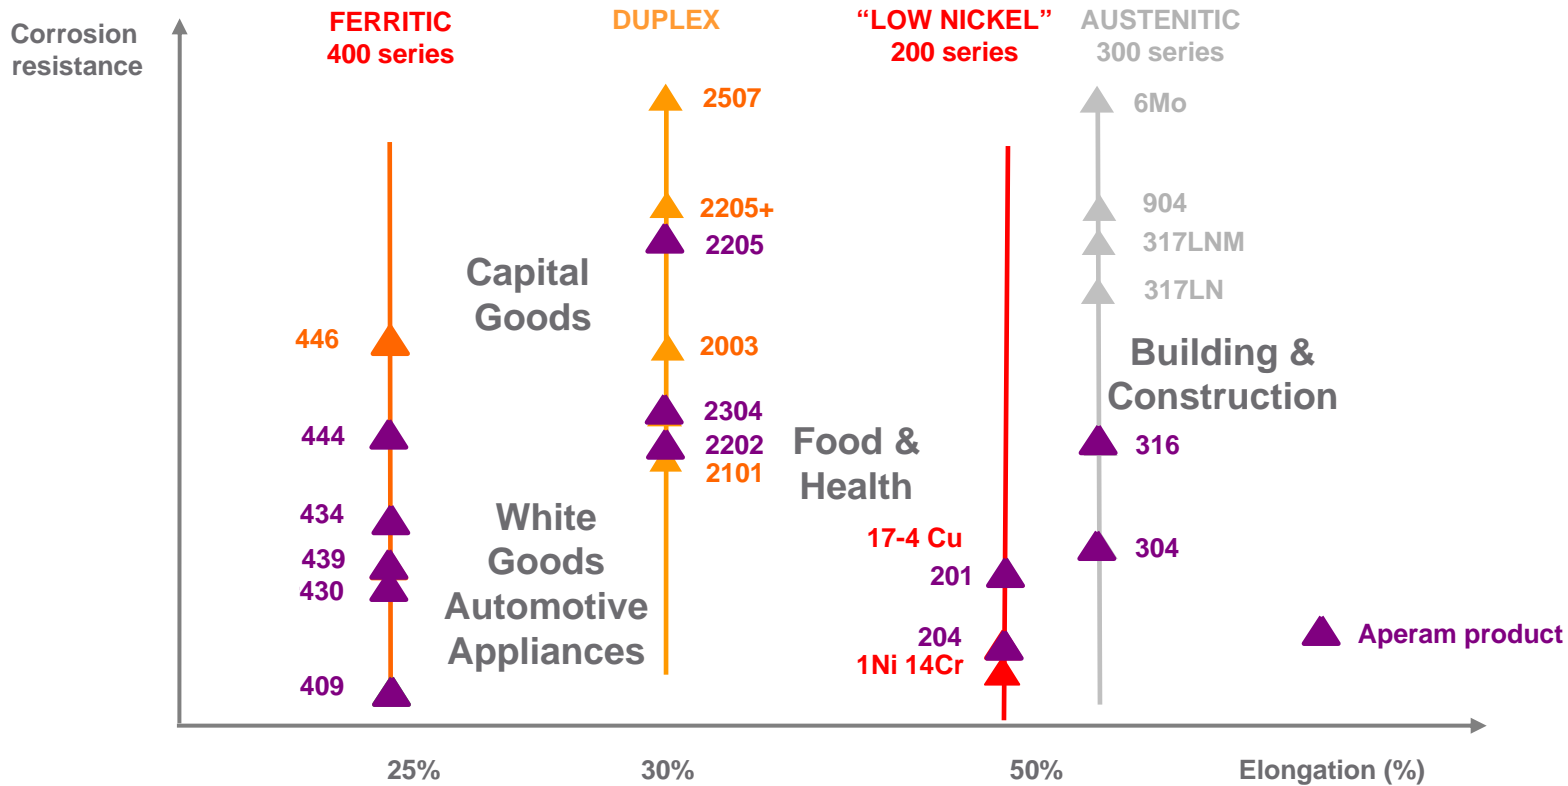 Corrosion
resistance
FERRITIC
400 series
DUPLEX
“LOW NICKEL”
200 series
AUSTENITIC
300 series
2507
6Mo
2205+
904
2205
317LNM
Capital
Goods
317LN
446
2003
Building &
Construction
444
2304
2202
2101
Food &
Health
316
434
439
430
White
Goods
Automotive
Appliances
17-4 Cu
201
304
204
1Ni 14Cr
Aperam product
409
25%
30%
50%
Elongation (%)